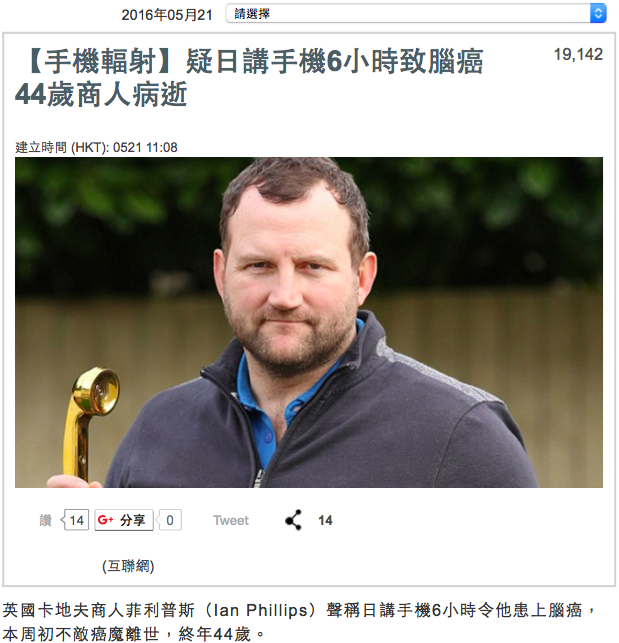 2016年05月21 請選擇
【手機輻射】疑日講手機6小時致腦癌 19,142
44歲商人病逝
建立時間 (HKT): 0521 11:08
讚 14 G+ 分享 0 Tweet 14
(互聯網)
英國卡地夫商人菲利普斯（Ian Phillips）聲稱日講手機6小時令他患上腦癌，
本周初不敵癌魔離世，終年44歲。